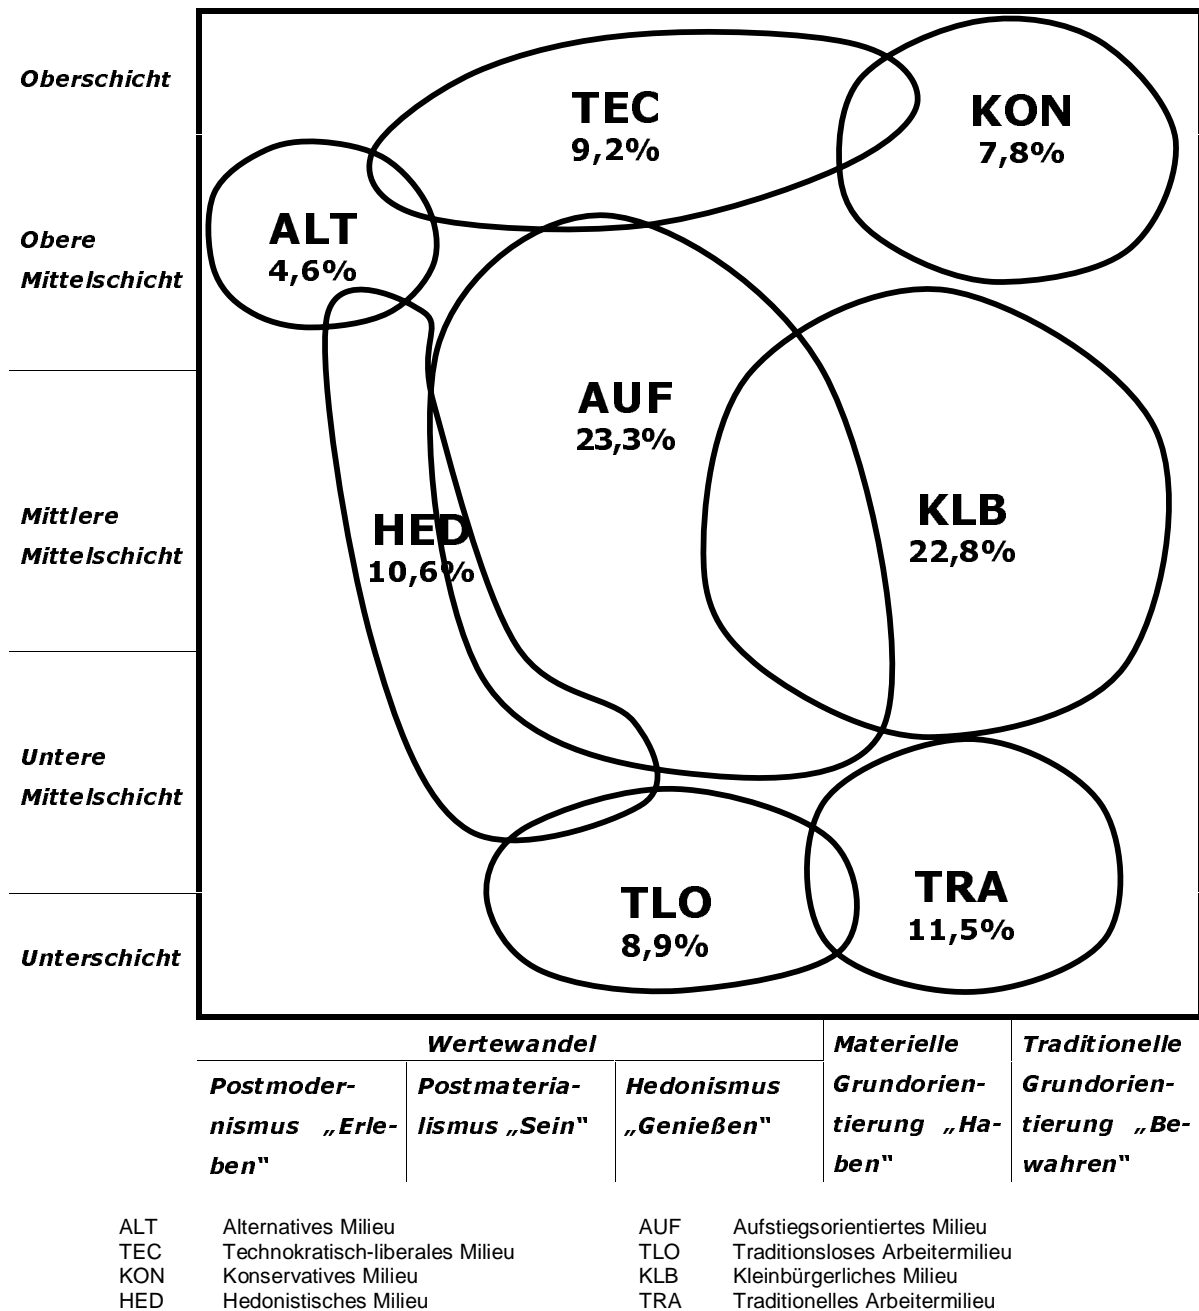 Oberschicht
TEC
9,2%
KON
7,8%
Obere
Mittelschicht
ALT
4,6%
AUF
23,3%
Mittlere
Mittelschicht
HED
10,6%
KLB
22,8%
Untere
Mittelschicht
TLO
8,9%
TRA
11,5%
Unterschicht
Wertewandel
Postmoder-
nismus „Erle-
ben“
Postmateria-
lismus „Sein“
Hedonismus
„Genießen“
Materielle
Grundorien-
tierung „Ha-
ben“
Traditionelle
Grundorien-
tierung „Be-
wahren“
ALT Alternatives Milieu
TEC Technokratisch-liberales Milieu
KON Konservatives Milieu
HED Hedonistisches Milieu
AUF Aufstiegsorientiertes Milieu
TLO Traditionsloses Arbeitermilieu
KLB Kleinbürgerliches Milieu
TRA Traditionelles Arbeitermilieu